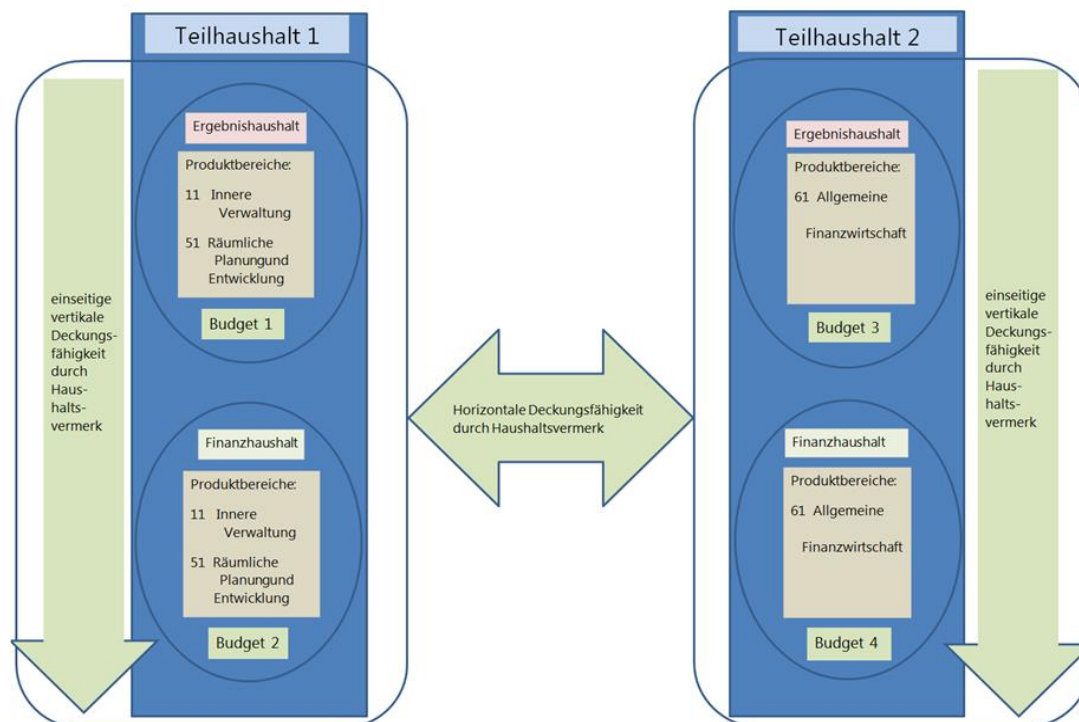 Teilhaushalt 1
einseitige
vertikale
Deckungs-
fähigkeit
durch
Haus-
halts-
vermerk
Ergebnishaushalt
Produktbereiche:
11 Innere
Verwaltung
51 Räumliche
Planungund
Entwicklung
Budget 1
Finanzhaushalt
Produktbereiche:
11 Innere
Verwaltung
51 Räumliche
Planungund
Entwicklung
Budget 2
Horizontale Deckungsfähigkeit
durch Haushaltsvermerk
Teilhaushalt 2
Ergebnishaushalt
Produktbereiche:
61 Allgemeine
Finanzwirtschaft
Budget 3
Finanzhaushalt
Produktbereiche:
61 Allgemeine
Finanzwirtschaft
Budget 4
einseitige
vertikale
Deckungs-
fähigkeit
durch
Haus-
halts-
vermerk